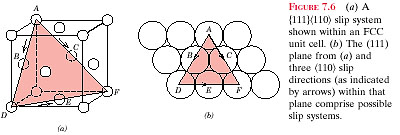 A
B
C
D
E
F
(a)
A
B
C
D
E
F
(b)
FIGURE 7.6 (a) A
{111}⟨110⟩ slip system
shown within an FCC
unit cell. (b) The (111)
plane from (a) and
three ⟨110⟩ slip
directions (as indicated
by arrows) within that
plane comprise possible
slip systems.